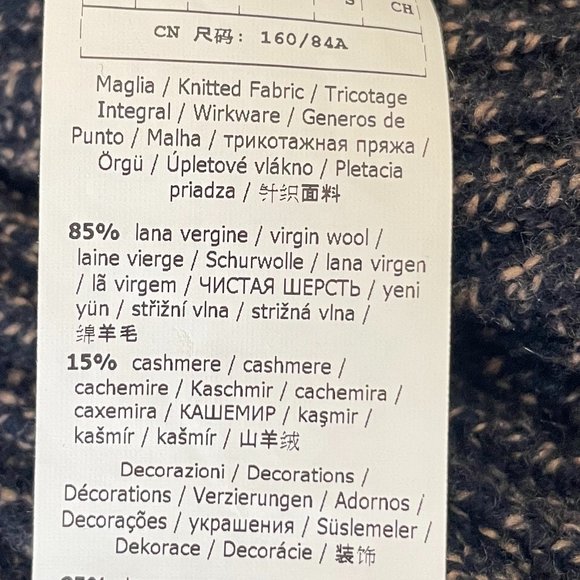 S
CH
CN 尺码: 160/84A
Maglia / Knitted Fabric / Tricotage
Integral / Wirkware / Generos de
Punto / Malha / трикотажная пряжа /
Örgü / Úpletové vlákno / Pletacia
priadza / 针织面料
85% lana vergine / virgin wool /
laine vierge / Schurwolle / lana virgen
/ lã virgem / ЧИСТАЯ ШЕРСТЬ / yeni
yün / střižní vlna / strižná vlna /
绵羊毛
15% cashmere / cashmere /
cachemire / Kaschmir / cachemira /
caxemira / КАШЕМИР / kaşmir /
kašmír / kašmír / 山羊绒
Decorazioni / Decorations /
Décorations / Verzierungen / Adornos /
Decorações / украшения / Süslemeler /
Dekorace / Decorácie / 装饰